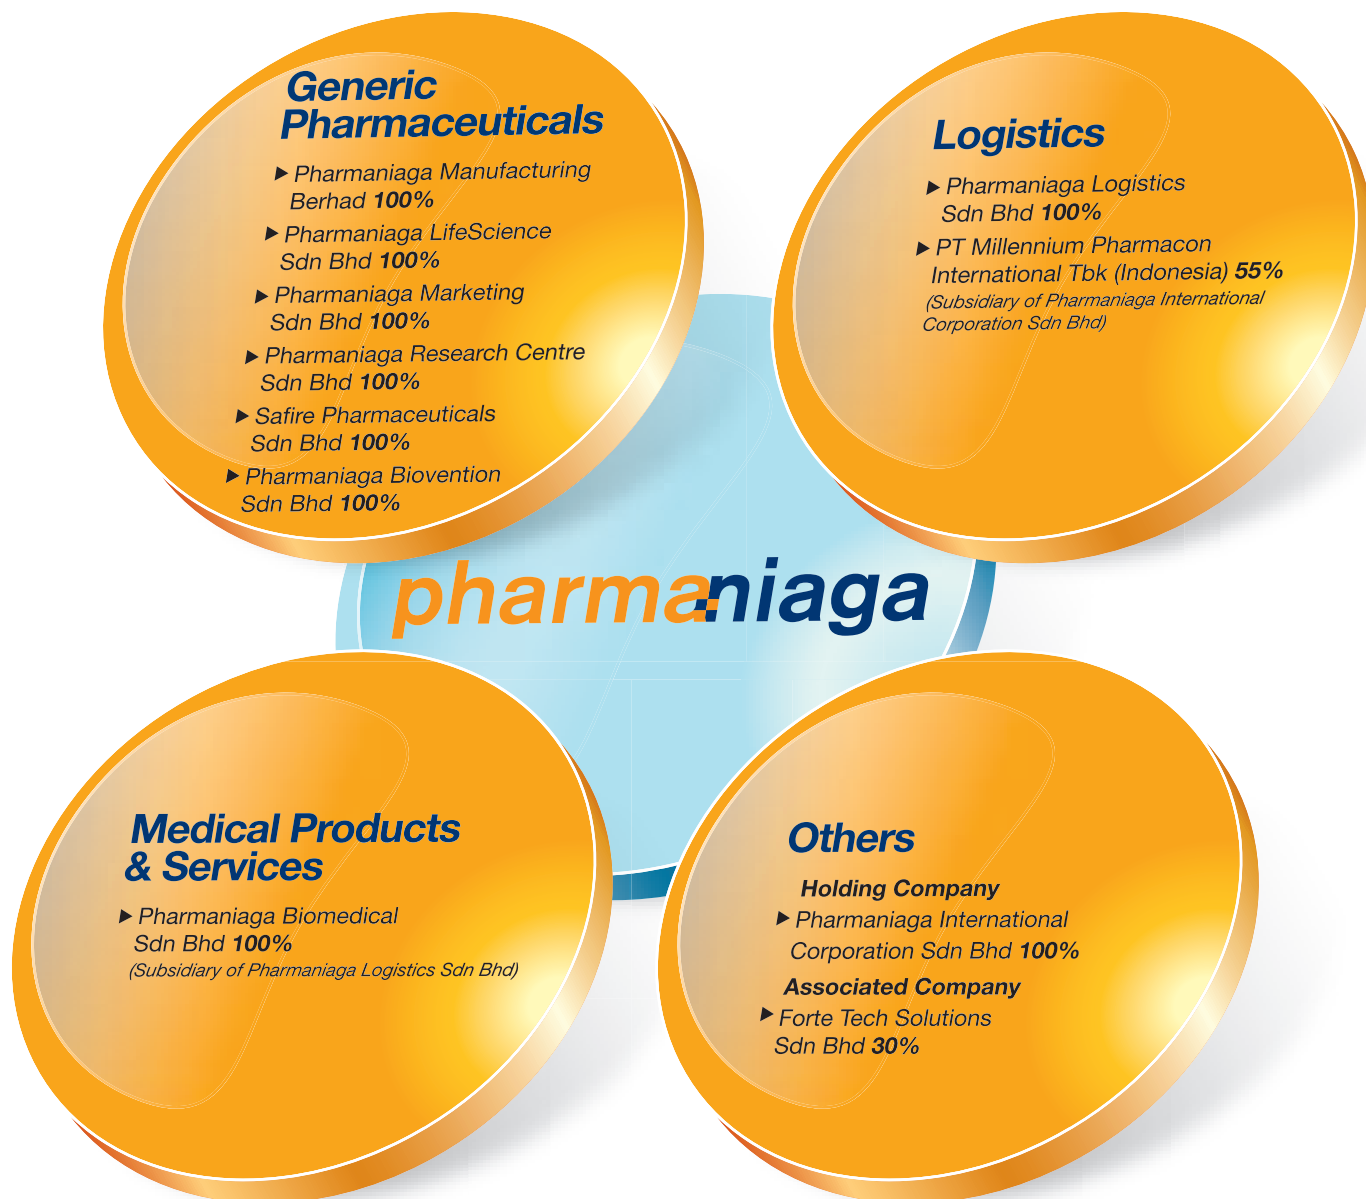 Generic
Pharmaceuticals
▶ Pharmaniaga Manufacturing
Berhad 100%
▶ Pharmaniaga LifeScience
Sdn Bhd 100%
▶ Pharmaniaga Marketing
Sdn Bhd 100%
▶ Pharmaniaga Research Centre
Sdn Bhd 100%
▶ Safire Pharmaceuticals
Sdn Bhd 100%
▶ Pharmaniaga Biovention
Sdn Bhd 100%
Logistics
▶ Pharmaniaga Logistics
Sdn Bhd 100%
▶ PT Millennium Pharmacon
International Tbk (Indonesia) 55%
(Subsidiary of Pharmaniaga International
Corporation Sdn Bhd)
pharmaniaga
Medical Products
& Services
▶ Pharmaniaga Biomedical
Sdn Bhd 100%
(Subsidiary of Pharmaniaga Logistics Sdn Bhd)
Others
Holding Company
▶ Pharmaniaga International
Corporation Sdn Bhd 100%
Associated Company
▶ Forte Tech Solutions
Sdn Bhd 30%